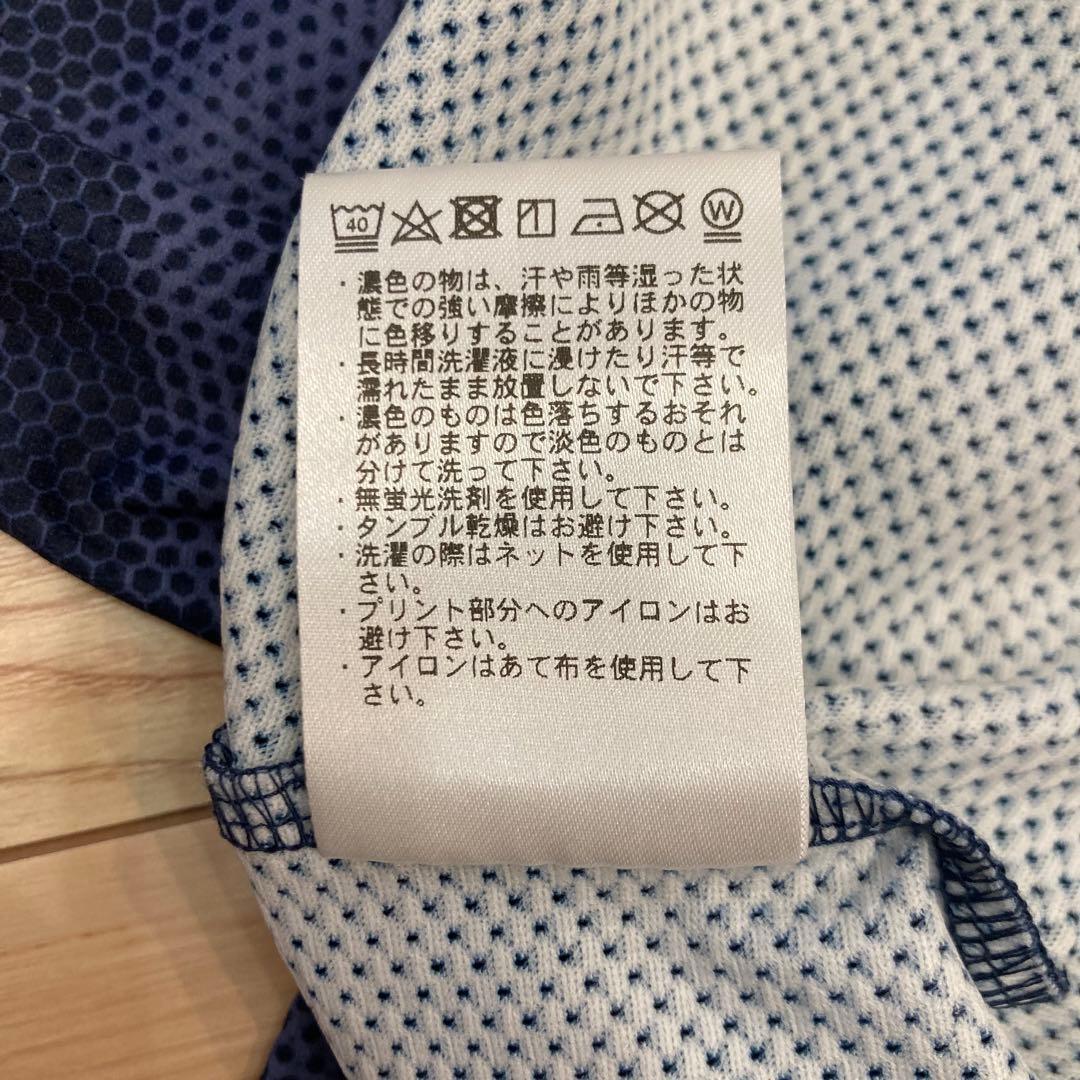 40 W
・濃色の物は、汗や雨等湿った状
態での強い摩擦によりほかの物
に色移りすることがあります。
・長時間洗濯液に浸けたり汗等で
濡れたまま放置しないで下さい。
・濃色のものは色落ちするおそれ
がありますので淡色のものとは
分けて洗って下さい。
・無蛍光洗剤を使用して下さい。
・タンブル乾燥はお避け下さい。
・洗濯の際はネットを使用して下
さい。
・プリント部分へのアイロンはお
避け下さい。
・アイロンはあて布を使用して下
さい。